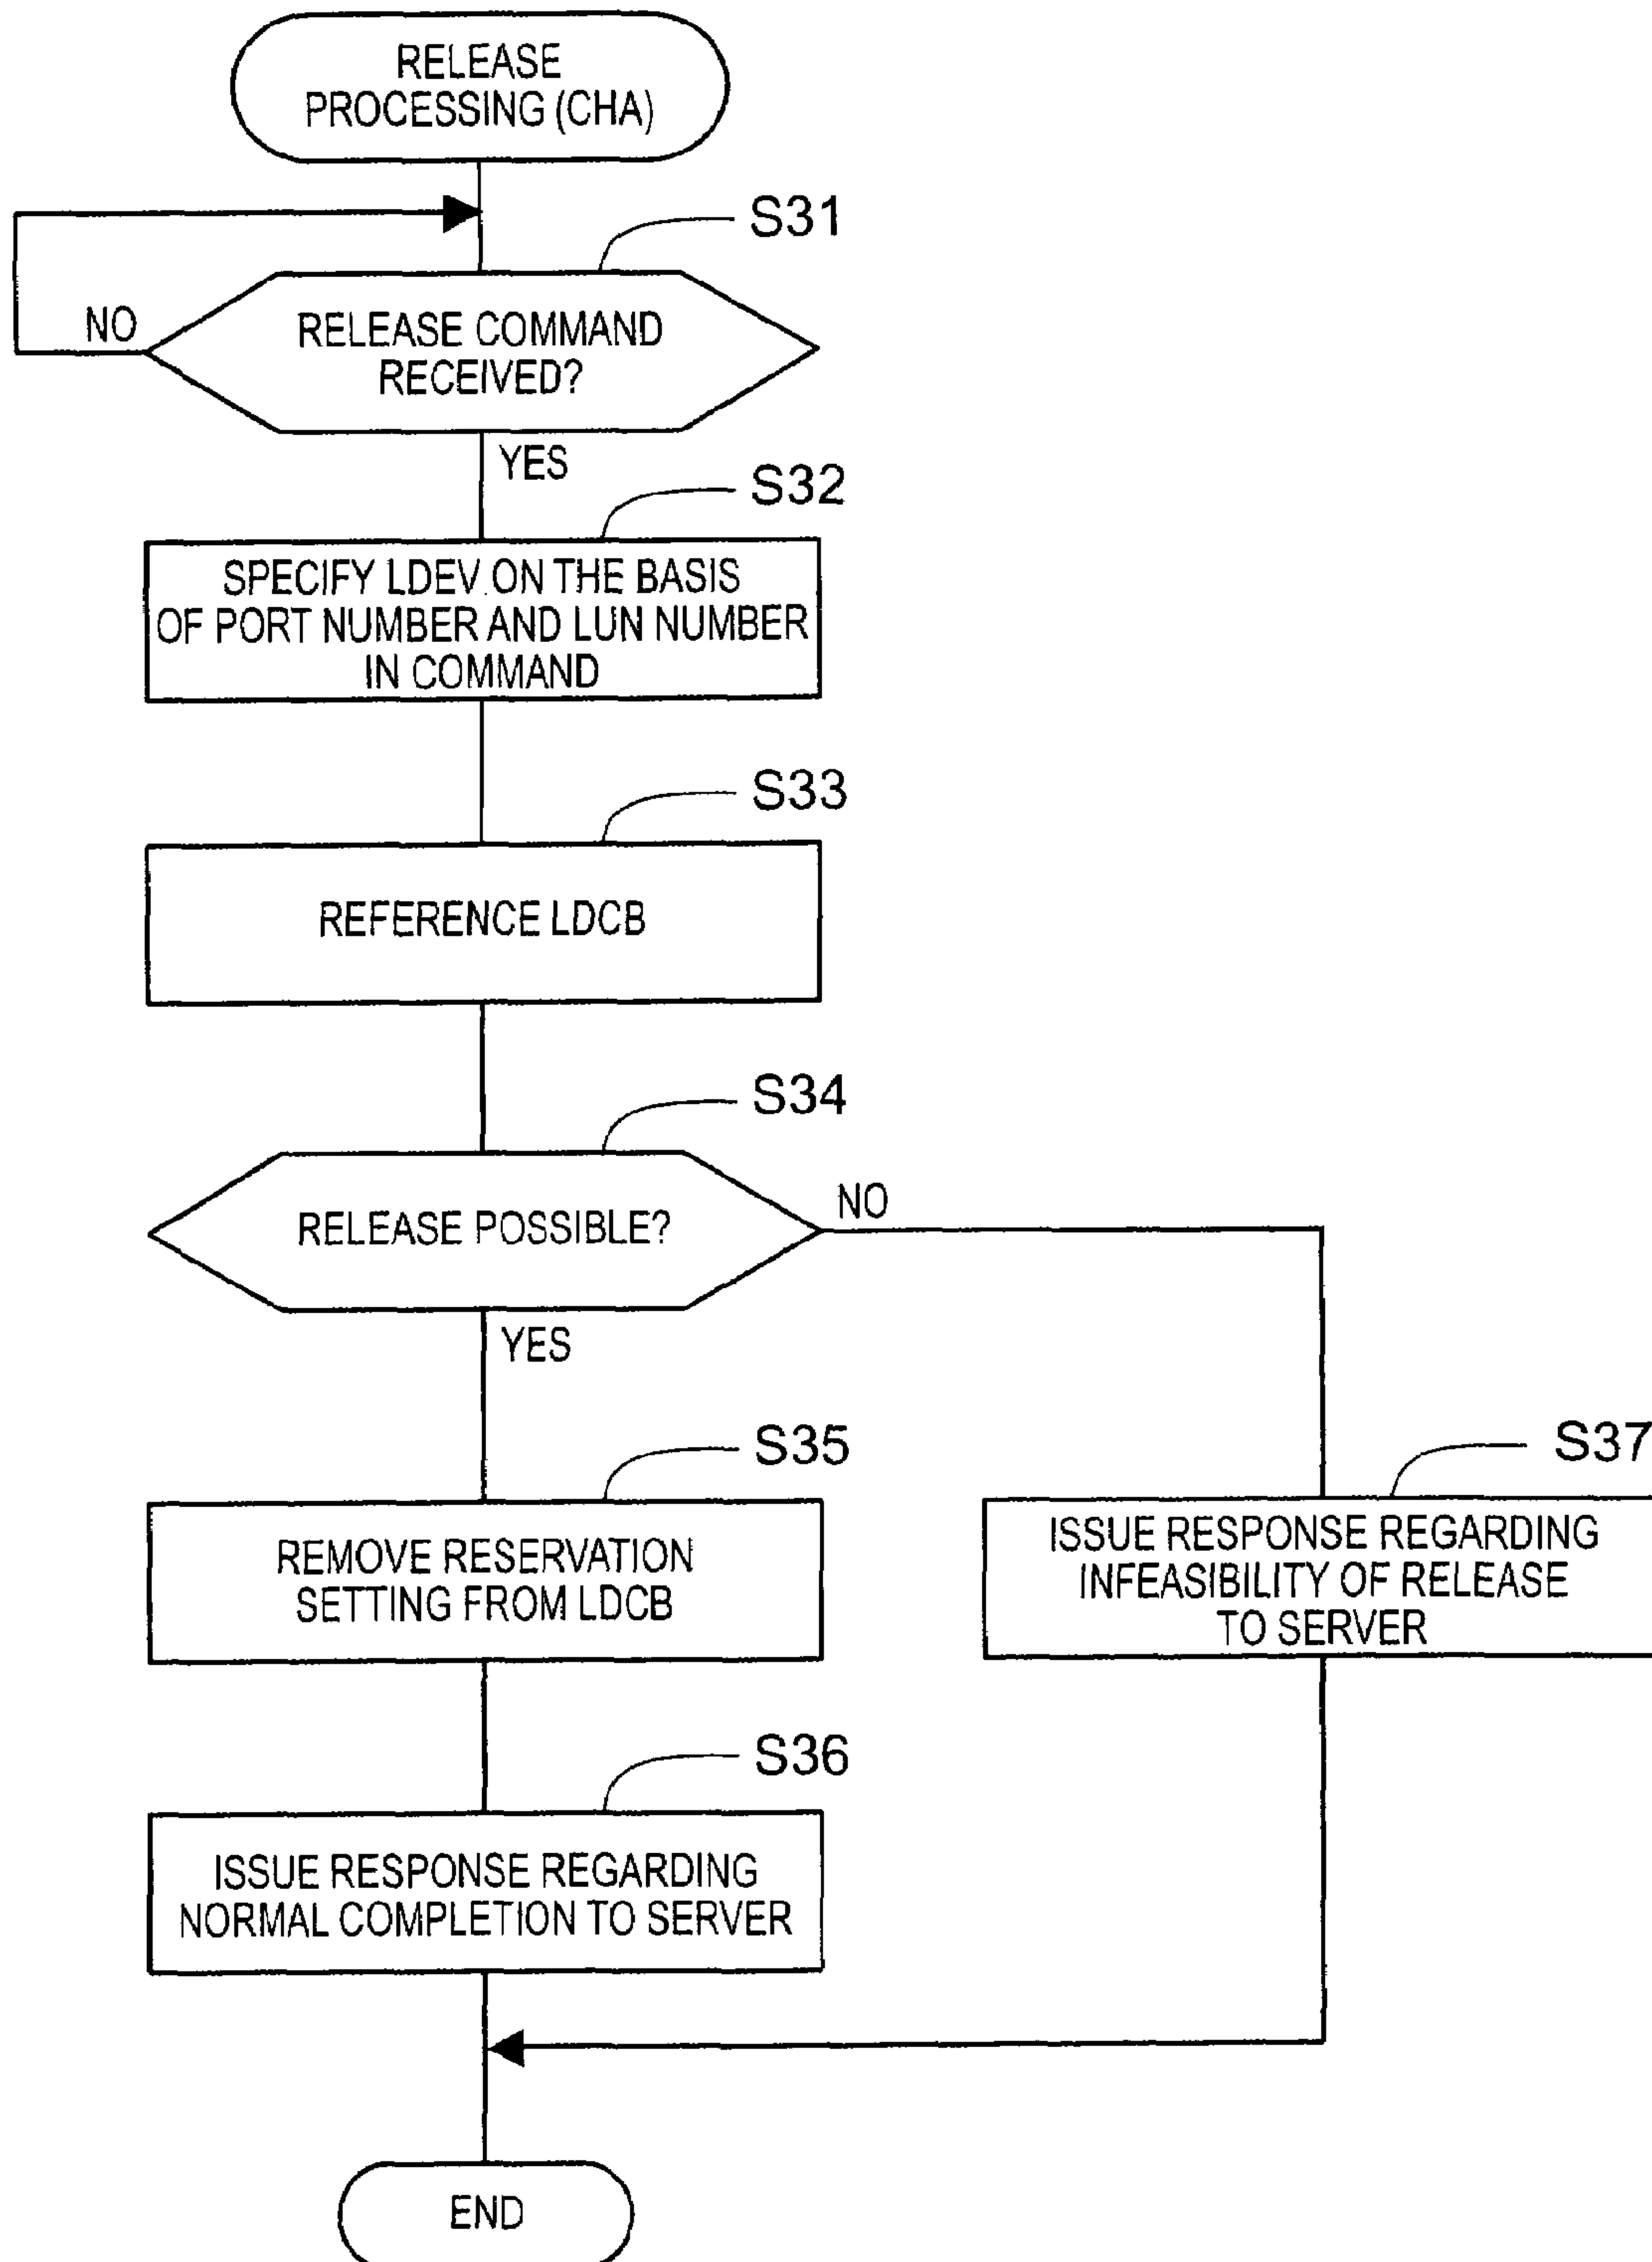 RELEASE
PROCESSING (CHA)
S31
NO
RELEASE COMMAND
RECEIVED?
YES
S32
SPECIFY LDEV ON THE BASIS
OF PORT NUMBER AND LUN NUMBER
IN COMMAND
S33
REFERENCE LDCB
S34
RELEASE POSSIBLE?
NO
YES
S35
REMOVE RESERVATION
SETTING FROM LDCB
S37
ISSUE RESPONSE REGARDING
INFEASIBILITY OF RELEASE
TO SERVER
S36
ISSUE RESPONSE REGARDING
NORMAL COMPLETION TO SERVER
END